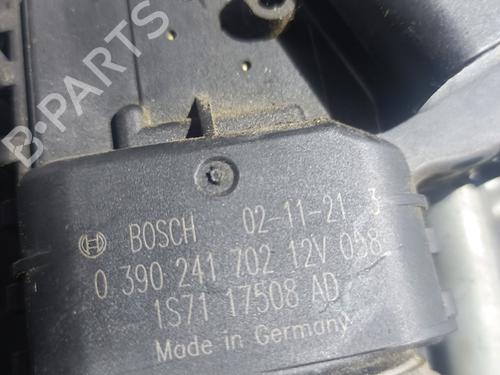 B-PARTS
BOSCH 02-11-21 3
0 390 241 702 12V 058
1S71 17508 AD
Made in Germany